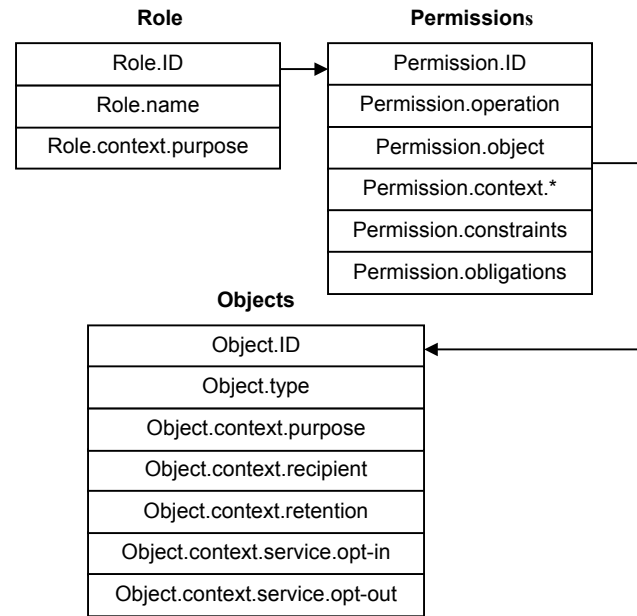 Role
Role.ID
Role.name
Role.context.purpose
Permissions
Permission.ID
Permission.operation
Permission.object
Permission.context.*
Permission.constraints
Permission.obligations
Objects
Object.ID
Object.type
Object.context.purpose
Object.context.recipient
Object.context.retention
Object.context.service.opt-in
Object.context.service.opt-out